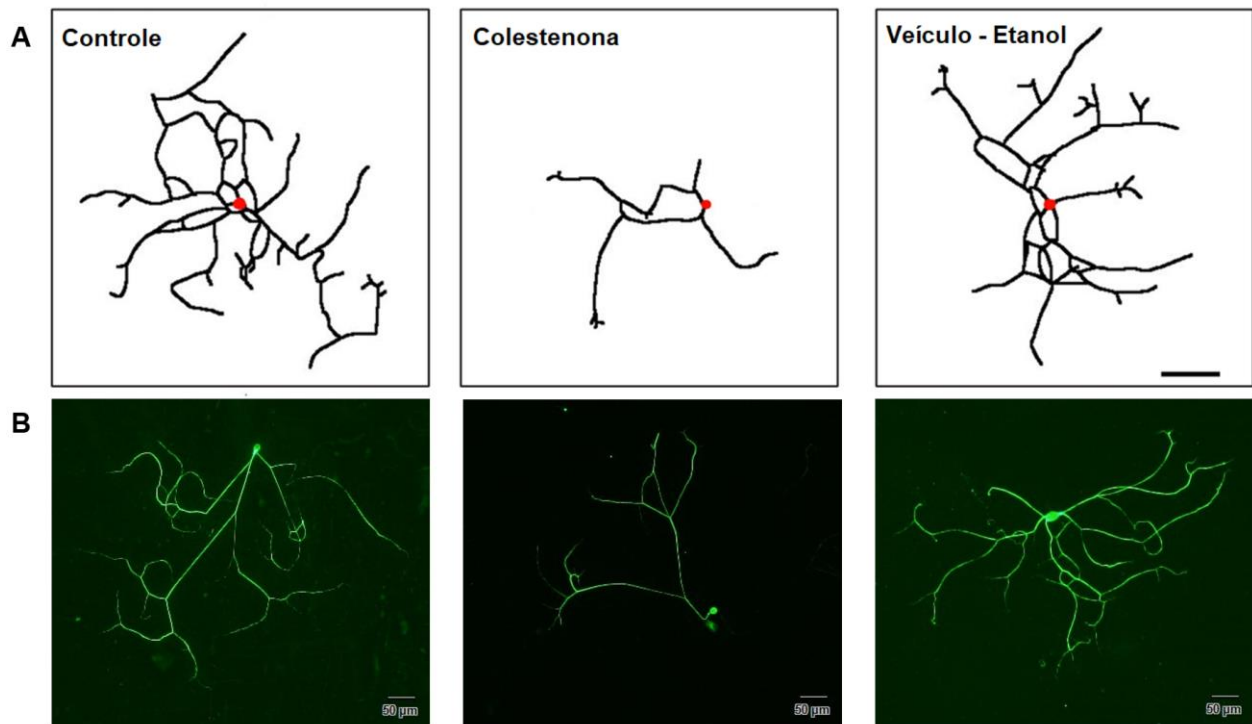 A
Controle
Colestenona
Veículo - Etanol
B
50 µm
50 µm
50 µm